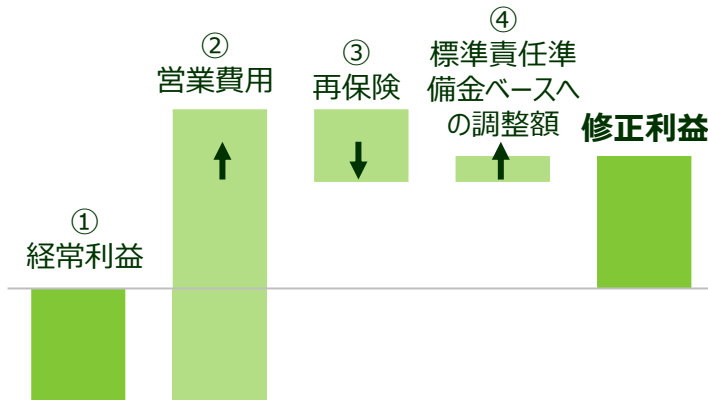 ①
経常利益
②
営業費用
③
再保険
④
標準責任準
備金ベースへ
の調整額
修正利益